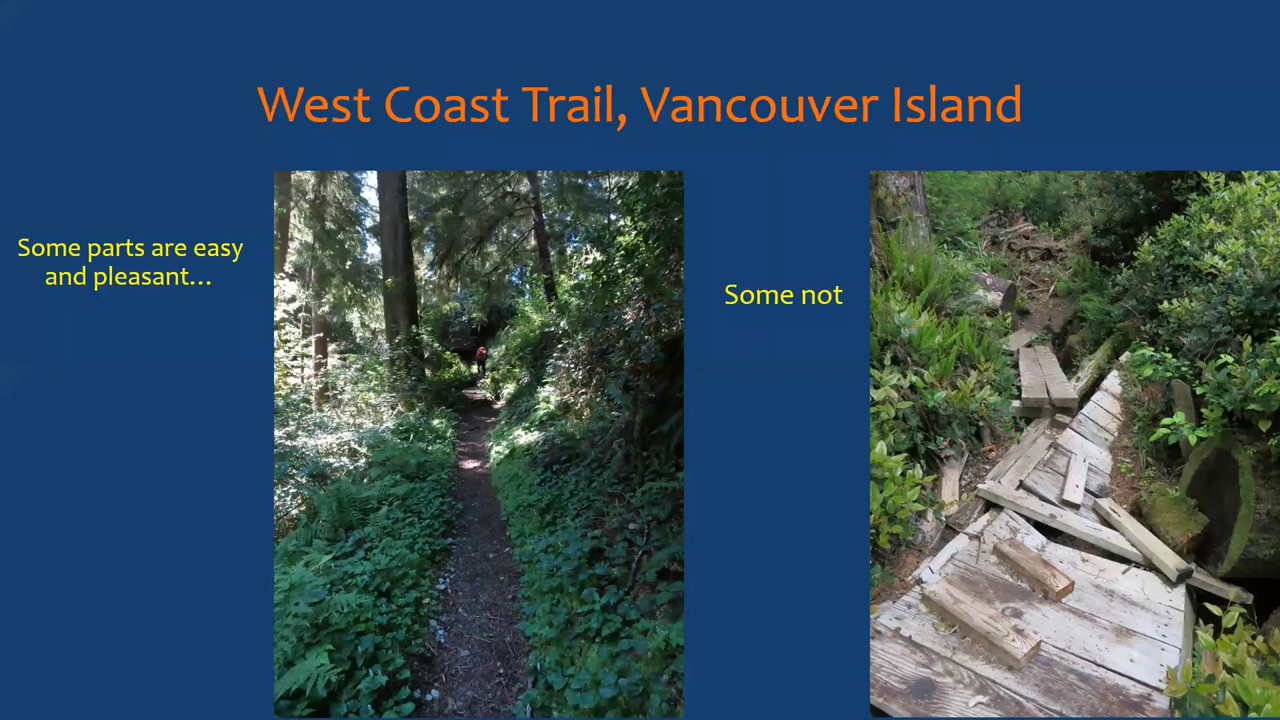 West Coast Trail, Vancouver Island
Some parts are easy
and pleasant…
Some not